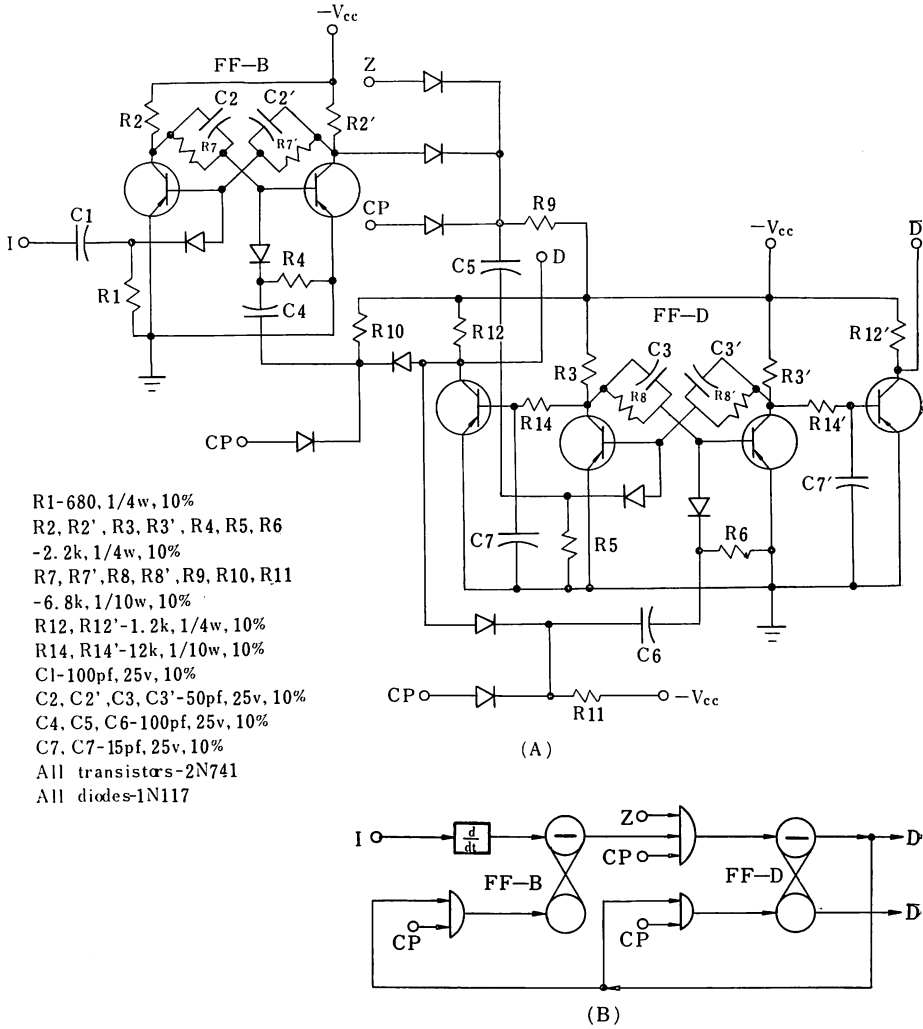 −Vcc
FF−B
Z
C2 C2'
R2 R2'
R7 R7'
CP
R9
C1
I
−Vcc
D̅
R4
C5
D
R1
C4
FF−D
R10
R12
R12'
C3 C3'
R3 R3'
R8 R8'
R14 R14'
CP
C7'
R1-680, 1/4w, 10%
R2, R2', R3, R3', R4, R5, R6
-2.2k, 1/4w, 10%
R7, R7', R8, R8', R9, R10, R11
-6.8k, 1/10w, 10%
R12, R12'-1.2k, 1/4w, 10%
R14, R14'-12k, 1/10w, 10%
C1-100pf, 25v, 10%
C2, C2', C3, C3'-50pf, 25v, 10%
C4, C5, C6-100pf, 25v, 10%
C7, C7-15pf, 25v, 10%
All transistors-2N741
All diodes-1N117
C7
R5
R6
C6
CP
R11
−Vcc
(A)
I
d
dt
−
Z
−
D
CP
FF−B
FF−D
CP
CP
D̅
(B)